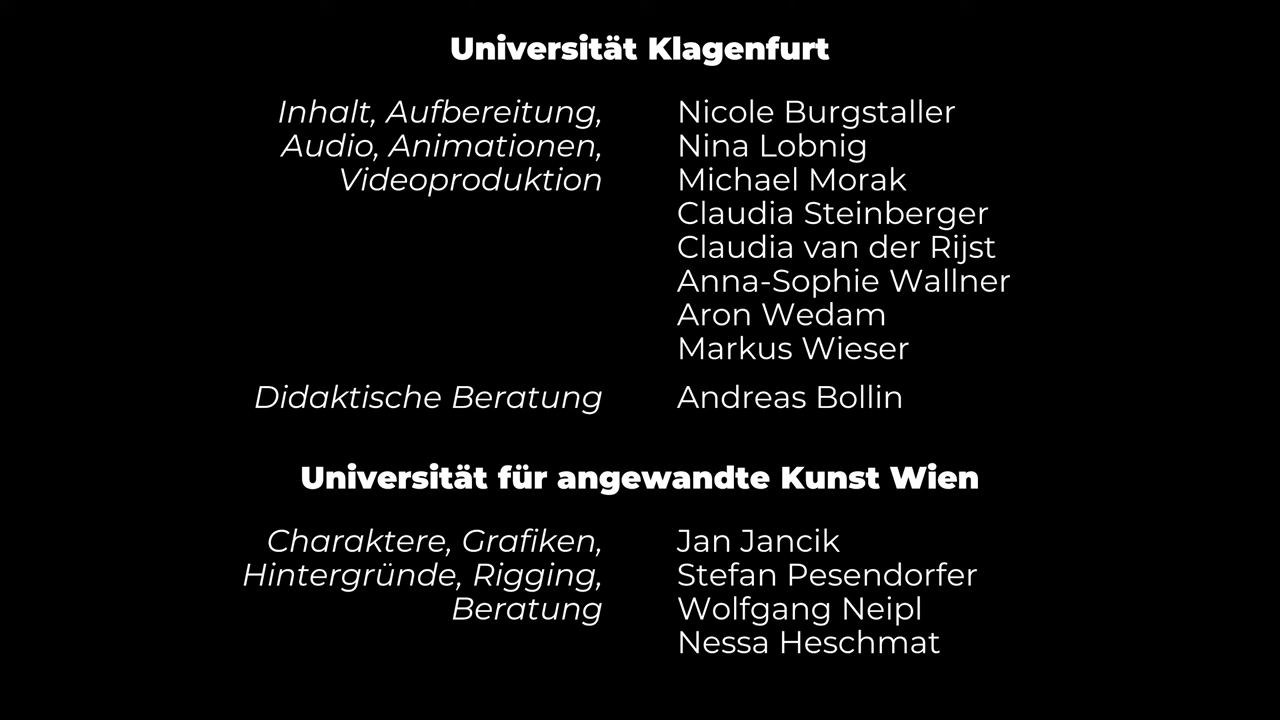 Universität Klagenfurt
Inhalt, Aufbereitung, Nicole Burgstaller
Audio, Animationen, Nina Lobnig
Videoproduktion Michael Morak
Claudia Steinberger
Claudia van der Rijst
Anna-Sophie Wallner
Aron Wedam
Markus Wieser
Didaktische Beratung Andreas Bollin
Universität für angewandte Kunst Wien
Charaktere, Grafiken, Jan Jancik
Hintergründe, Rigging, Stefan Pesendorfer
Beratung Wolfgang Neipl
Nessa Heschmat